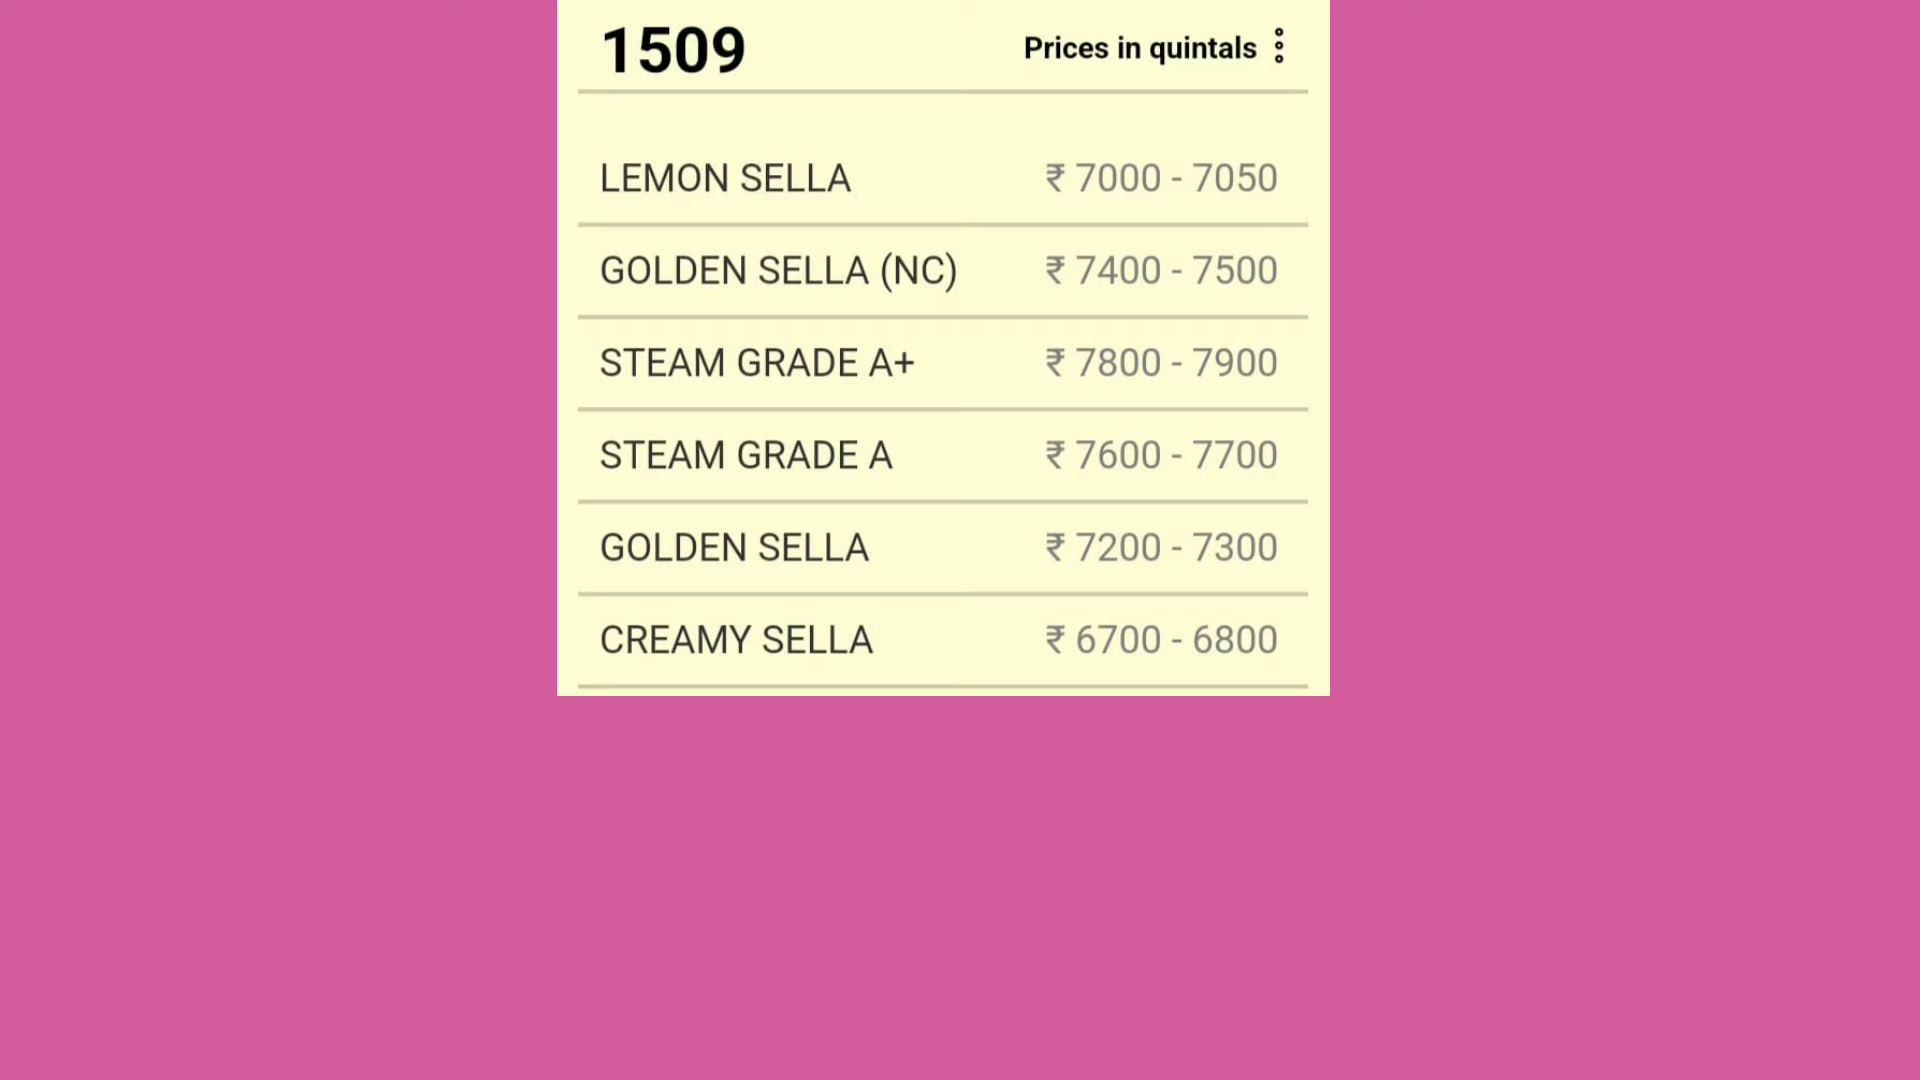 1509 Prices in quintals
LEMON SELLA ₹ 7000 - 7050
GOLDEN SELLA (NC) ₹ 7400 - 7500
STEAM GRADE A+ ₹ 7800 - 7900
STEAM GRADE A ₹ 7600 - 7700
GOLDEN SELLA ₹ 7200 - 7300
CREAMY SELLA ₹ 6700 - 6800